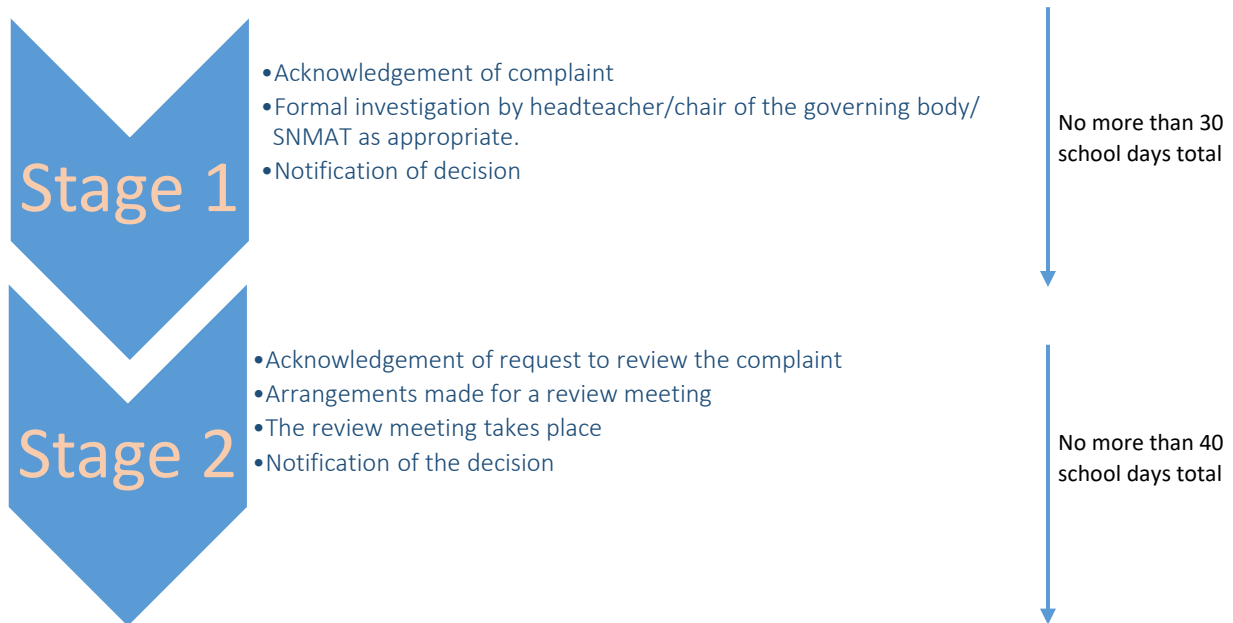 Stage 1
•Acknowledgement of complaint
•Formal investigation by headteacher/chair of the governing body/
SNMAT as appropriate.
•Notification of decision
No more than 30
school days total
Stage 2
•Acknowledgement of request to review the complaint
•Arrangements made for a review meeting
•The review meeting takes place
•Notification of the decision
No more than 40
school days total